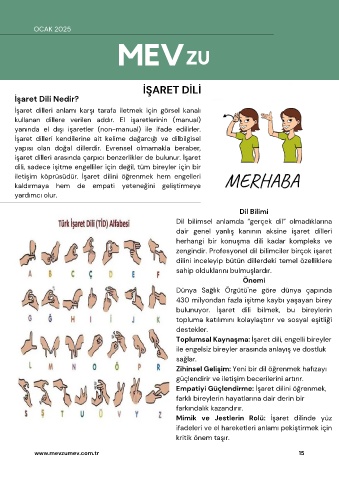 OCAK 2025
MEVZU
İŞARET DİLİ
İşaret Dili Nedir?
İşaret dilleri anlamı karşı tarafa iletmek için görsel kanalı
kullanan dillere verilen addır. El işaretlerinin (manual)
yanında el dışı işaretler (non-manual) ile ifade edilirler.
İşaret dilleri kendilerine ait kelime dağarcığı ve dilbilgisel
yapısı olan doğal dillerdir. Evrensel olmamakla beraber,
işaret dilleri arasında çarpıcı benzerlikler de bulunur. İşaret
dili, sadece işitme engelliler için değil, tüm bireyler için bir
iletişim köprüsüdür. İşaret dilini öğrenmek hem engelleri
kaldırmaya hem de empati yeteneğini geliştirmeye
yardımcı olur.
MERHABA
Türk İşaret Dili (TİD) Alfabesi
A B C Ç D E F
G Ğ H I İ J K
L M N O Ö P R
S Ş T U Ü V Y Z
Dil Bilimi
Dil bilimsel anlamda "gerçek dil" olmadıklarına
dair genel yanlış kanının aksine işaret dilleri
herhangi bir konuşma dili kadar kompleks ve
zengindir. Profesyonel dil bilimciler birçok işaret
dilini inceleyip bütün dillerdeki temel özelliklere
sahip olduklarını bulmuşlardır.
Önemi
Dünya Sağlık Örgütü'ne göre dünya çapında
430 milyondan fazla işitme kaybı yaşayan birey
bulunuyor. İşaret dili bilmek, bu bireylerin
topluma katılımını kolaylaştırır ve sosyal eşitliği
destekler.
Toplumsal Kaynaşma: İşaret dili, engelli bireyler
ile engelsiz bireyler arasında anlayış ve dostluk
sağlar.
Zihinsel Gelişim: Yeni bir dil öğrenmek hafızayı
güçlendirir ve iletişim becerilerini artırır.
Empatiyi Güçlendirme: İşaret dilini öğrenmek,
farklı bireylerin hayatlarına dair derin bir
farkındalık kazandırır.
Mimik ve Jestlerin Rolü: İşaret dilinde yüz
ifadeleri ve el hareketleri anlamı pekiştirmek için
kritik önem taşır.
www.mevzumev.com.tr
15